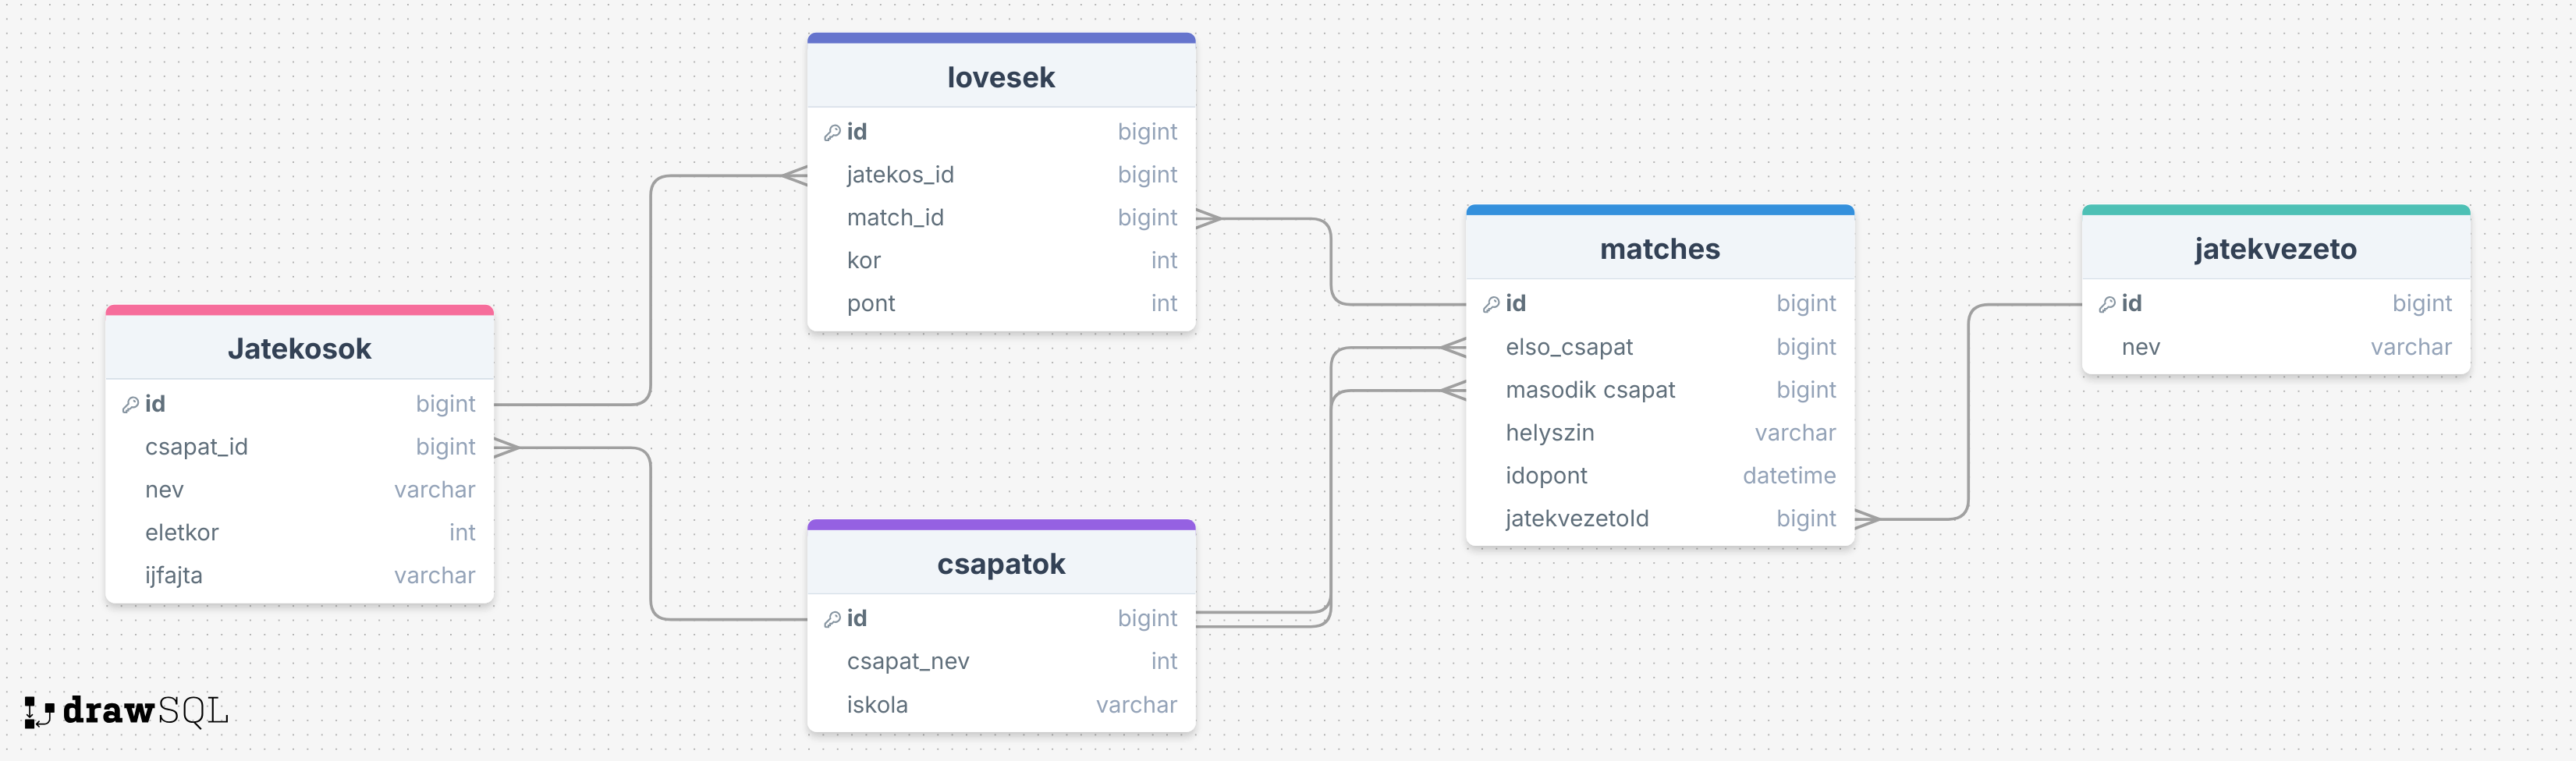 lovesek
id bigint
jatekos_id bigint
match_id bigint
kor int
pont int
matches
id bigint
elso_csapat bigint
masodik csapat bigint
helyszin varchar
idopont datetime
jatekvezetoId bigint
jatekvezeto
id bigint
nev varchar
Jatekosok
id bigint
csapat_id bigint
nev varchar
eletkor int
ijfajta varchar
csapatok
id bigint
csapat_nev int
iskola varchar
drawSQL